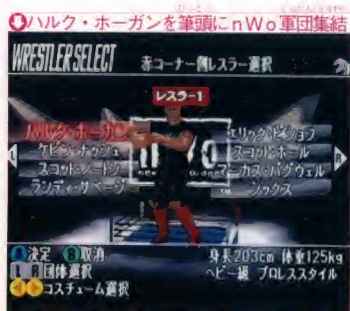 ハルク・ホーガンを筆頭にnWo軍団集結
WRESTLER SELECT
赤コーナー側レスラー選択
レスラー1
ハルク・ホーガン
ケビン・ナッシュ
スコット・ノートン
ランディ・サベージ
エリック・ビショフ
スコット・ホール
マーカス・バグウェル
シックス
L
R
A決定 B取消
L R団体選択
コスチューム選択
身長203cm 体重125kg
ヘビー級 プロレススタイル